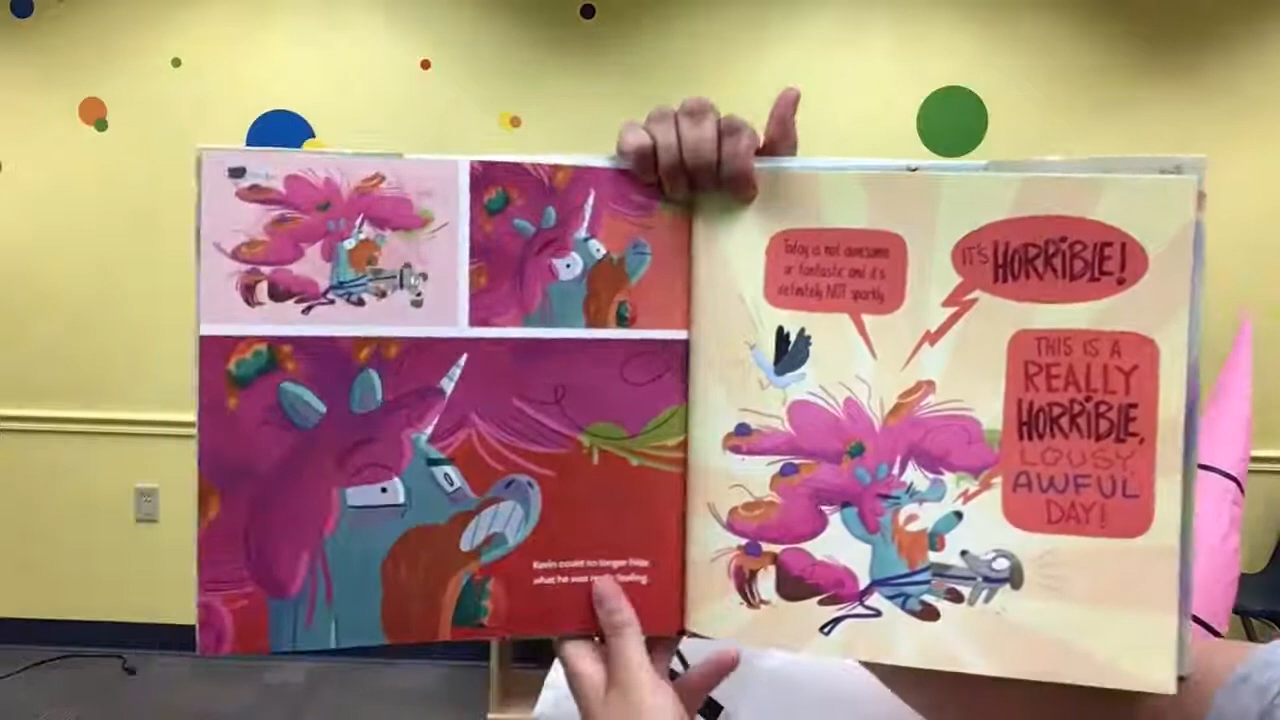 Kevin could no longer hide
what he was really feeling.
Today is not awesome
or fantastic and it's
definitely NOT sparkly.
IT'S HORRIBLE!
THIS IS A
REALLY
HORRIBLE,
LOUSY,
AWFUL
DAY!